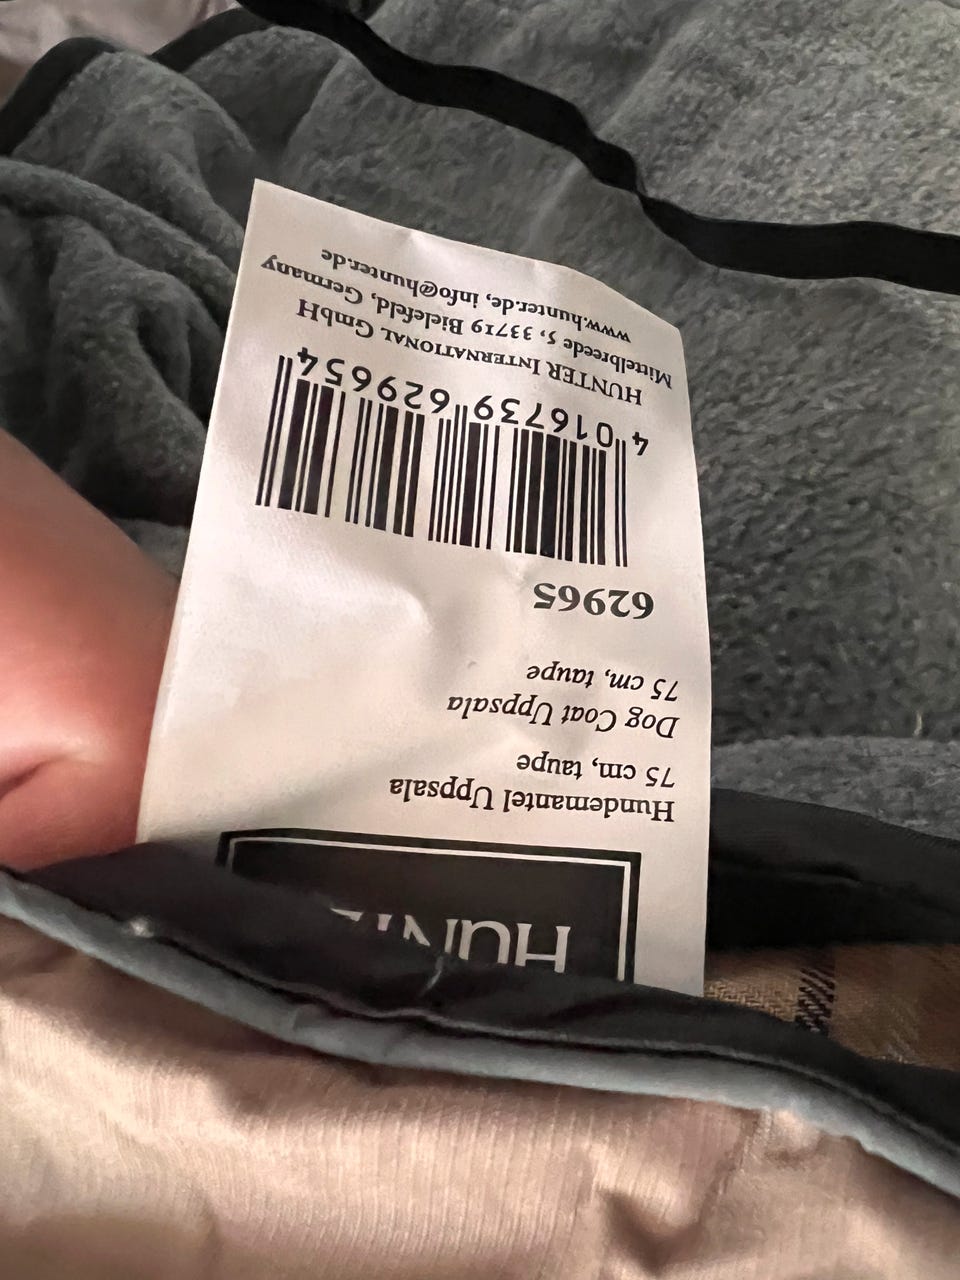 Hundemantel Uppsala
75 cm, taupe
Dog Coat Uppsala
75 cm, taupe
62965
4 016739 629654
HUNTER INTERNATIONAL GmbH
Mittelbreede 5, 33719 Bielefeld, Germany
www.hunter.de, info@hunter.de